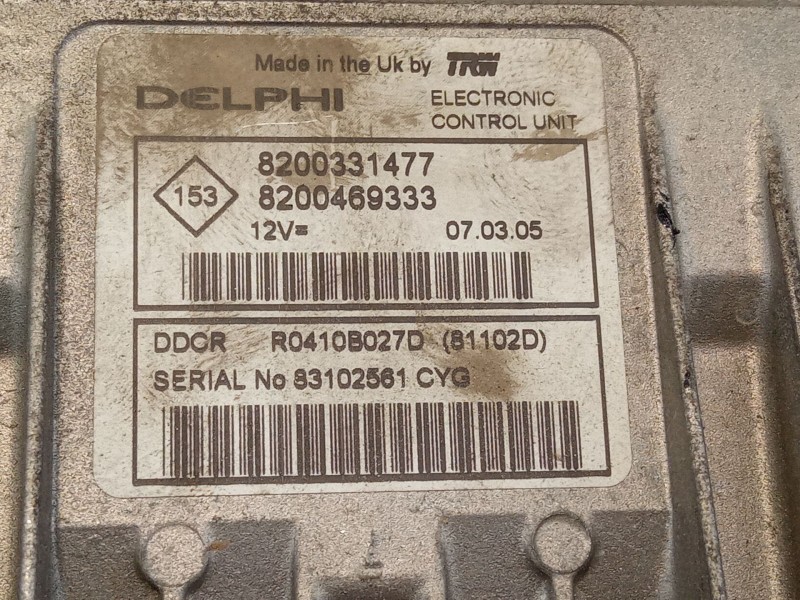 Made in the Uk by TRW
DELPHI
ELECTRONIC
CONTROL UNIT
153
8200331477
8200469333
12V=
07.03.05
DDCR R0410B027D (81102D)
SERIAL No 83102561 CYG